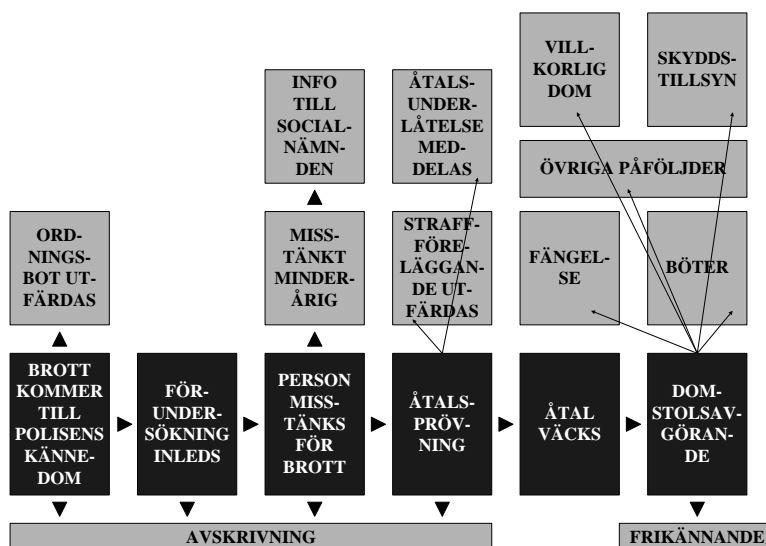 VILL-
KORLIG
DOM
SKYDDS-
TILLSYN
INFO
TILL
SOCIAL-
NÄMN-
DEN
ÅTALS-
UNDER-
LÅTELSE
MED-
DELAS
ÖVRIGA PÅFÖLJDER
ORD-
NINGS-
BOT UT-
FÄRDAS
MISS-
TÄNKT
MINDER-
ÅRIG
STRAFF-
FÖRE-
LÄGGAN-
DE UT-
FÄRDAS
FÄNGEL-
SE
BÖTER
BROTT
KOMMER
TILL
POLISENS
KÄNNE-
DOM
FÖR-
UNDER-
SÖKNING
INLEDS
PERSON
MISS-
TÄNKS
FÖR
BROTT
ÅTALS-
PRÖV-
NING
ÅTAL
VÄCKS
DOM-
STOLSAV-
GÖRAN-
DE
AVSKRIVNING
FRIKÄNNANDE